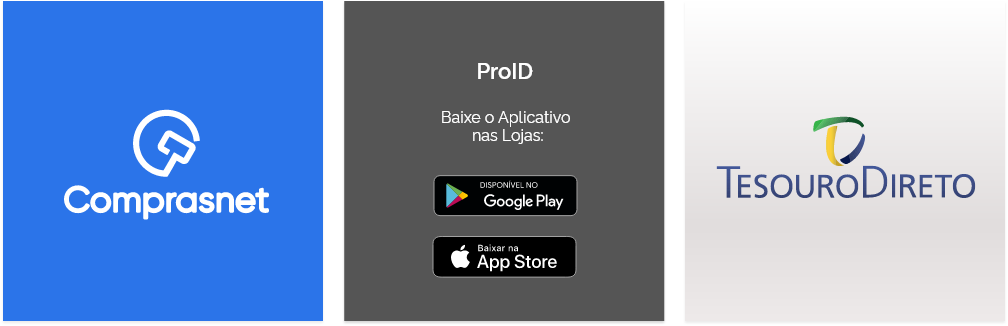 Comprasnet
ProID
Baixe o Aplicativo
nas Lojas:
DISPONÍVEL NO
Google Play
Baixar na
App Store
TESOURODIRETO